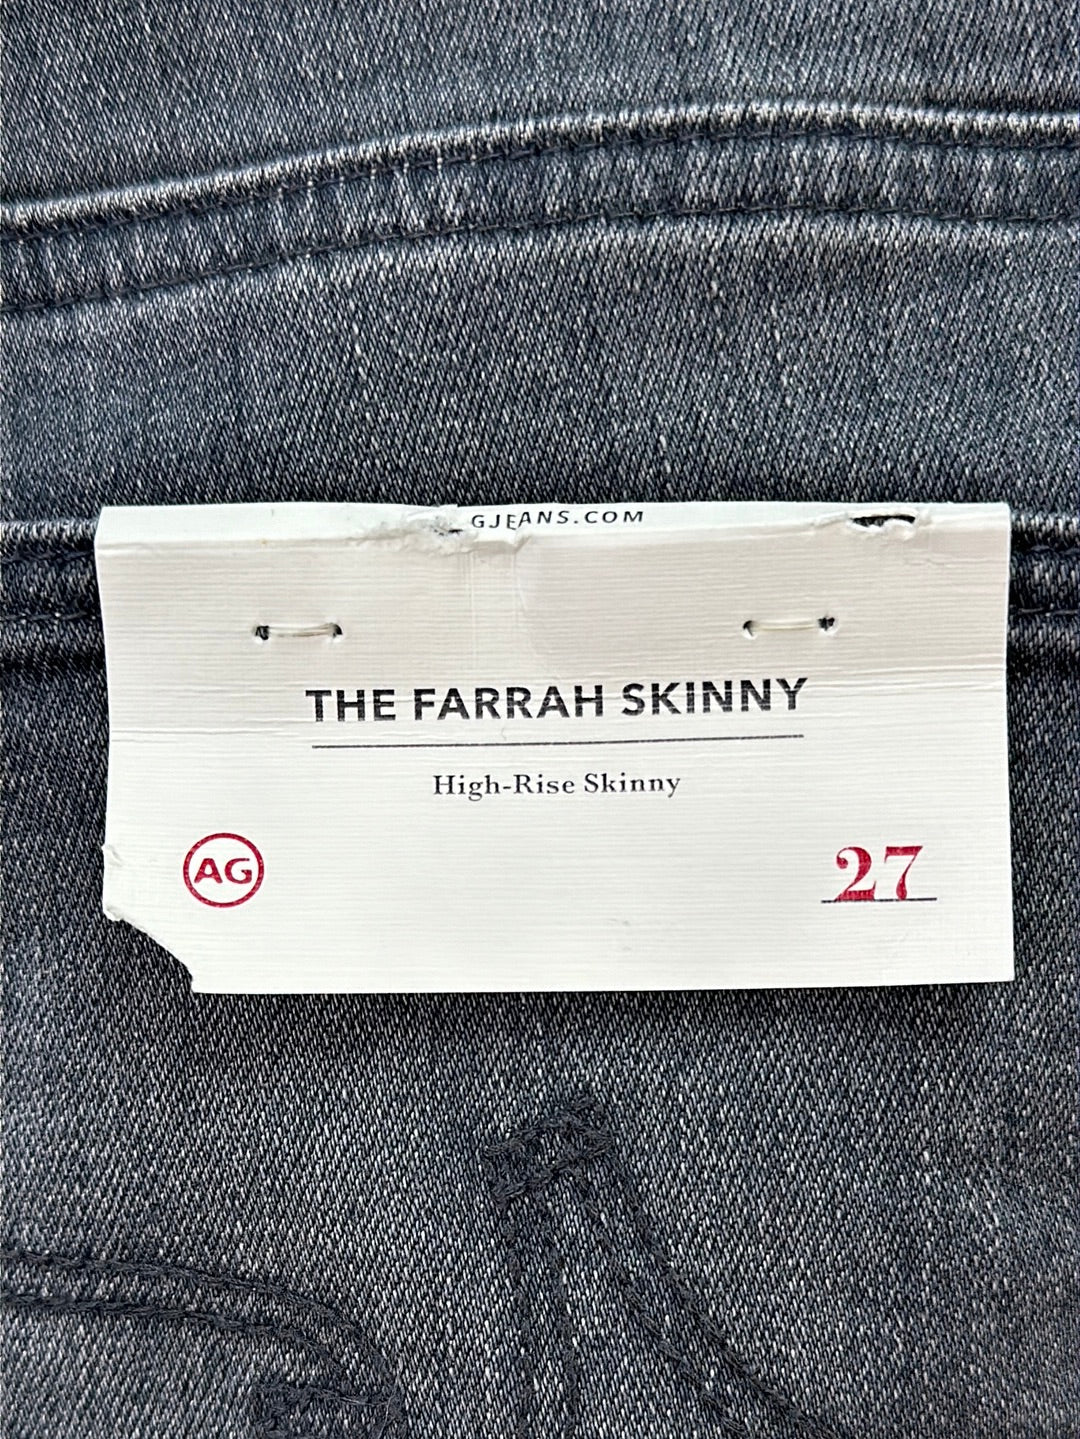 GJEANS.COM
THE FARRAH SKINNY
High-Rise Skinny
AG
27